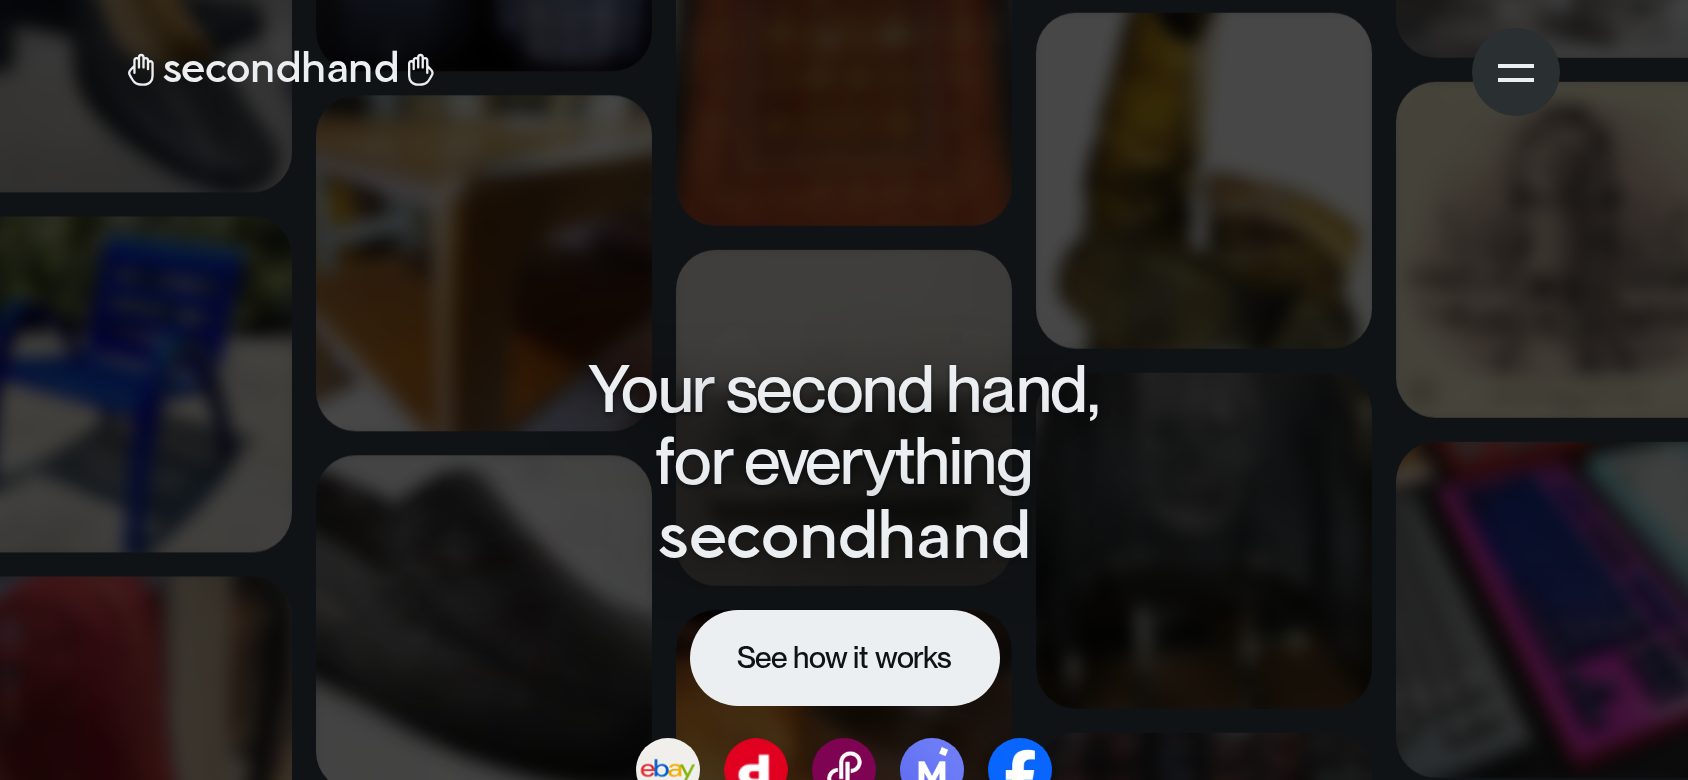 secondhand
Your second hand,
for everything
secondhand
See how it works
ebay